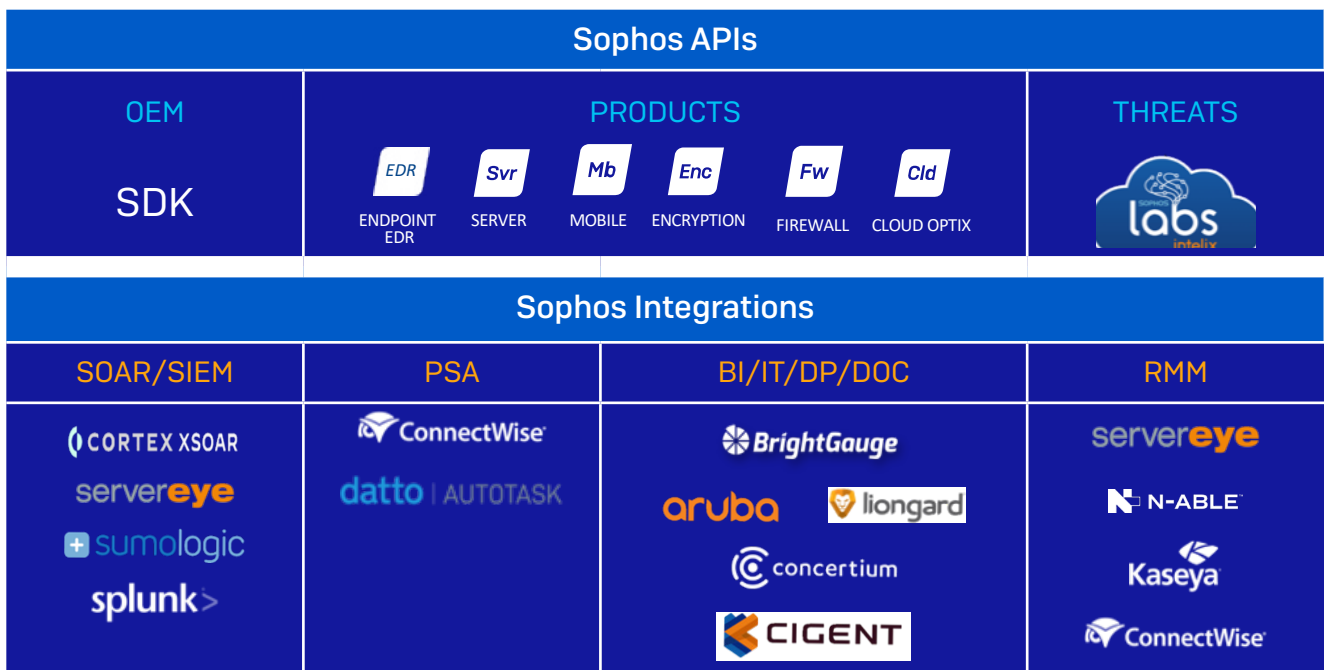 Sophos APIs
OEM
SDK
PRODUCTS
EDR
Svr
Mb
Enc
Fw
Cld
ENDPOINT
EDR
SERVER
MOBILE
ENCRYPTION
FIREWALL
CLOUD OPTIX
THREATS
SOPHOS
labs
intelix
Sophos Integrations
SOAR/SIEM
PSA
BI/IT/DP/DOC
RMM
CORTEX XSOAR
servereye
sumologic
splunk>
ConnectWise
datto | AUTOTASK
BrightGauge
aruba
liongard
concertium
CIGENT
servereye
N-ABLE
Kaseya
ConnectWise